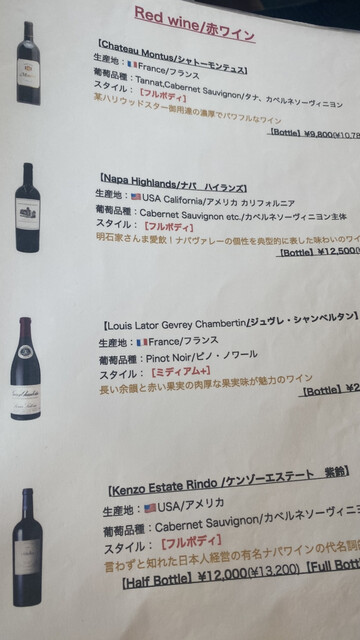 Red wine/赤ワイン
【Chateau Montus/シャトーモンテュス】
生産地：🇫🇷France/フランス
葡萄品種：Tannat,Cabernet Sauvignon/タナ、カベルネソーヴィニヨン
スタイル：［フルボディ］
某ハリウッドスター御用達の濃厚でパワフルなワイン
【Bottle】¥9,800(¥10,78
【Napa Highlands/ナパ　ハイランズ】
生産地：🇺🇸USA California/アメリカ カリフォルニア
葡萄品種：Cabernet Sauvignon etc./カベルネソーヴィニヨン主体
スタイル：［フルボディ］
明石家さんま愛飲！ナパヴァレーの個性を典型的に表した味わいのワイ
【Bottle】¥12,500(
【Louis Lator Gevrey Chambertin/ジュヴレ・シャンベルタン】
生産地：🇫🇷France/フランス
葡萄品種：Pinot Noir/ピノ・ノワール
スタイル：［ミディアム+］
長い余韻と赤い果実の肉厚な果実味が魅力のワイン
【Bottle】¥2
【Kenzo Estate Rindo /ケンゾーエステート　紫鈴】
生産地：🇺🇸USA/アメリカ
葡萄品種：Cabernet Sauvignon/カベルネソーヴィニヨ
スタイル：［フルボディ］
言わずと知れた日本人経営の有名ナパワインの代名詞
【Half Bottle】¥12,000(¥13,200)【Full Bott